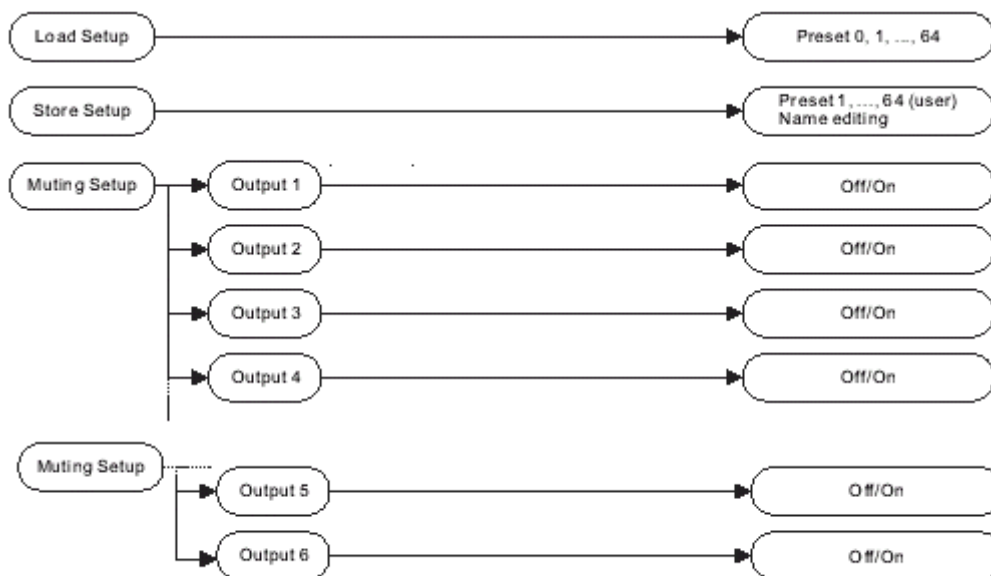 Load Setup
Preset 0, 1, ..., 64
Store Setup
Preset 1, ..., 64 (user)
Name editing
Muting Setup
Output 1
Off/On
Output 2
Off/On
Output 3
Off/On
Output 4
Off/On
Muting Setup
Output 5
Off/On
Output 6
Off/On